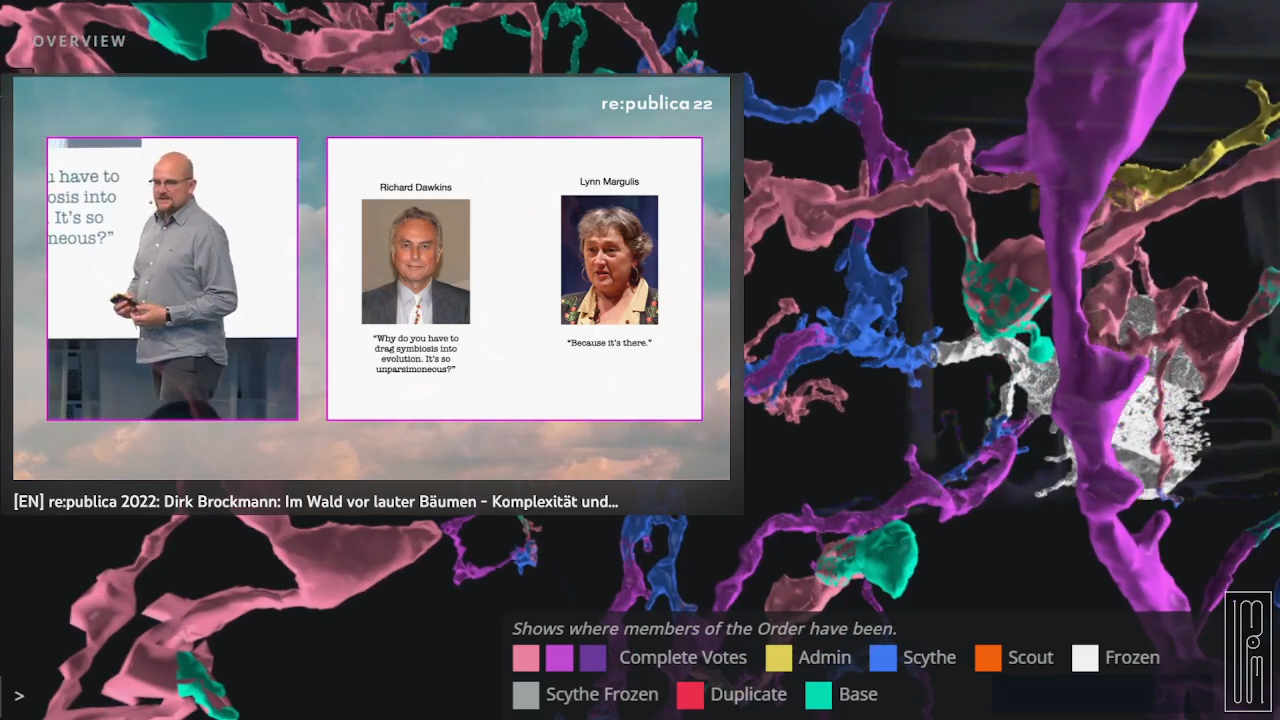 OVERVIEW
re:publica 22
u have to
osis into
. It's so
neous?"
Richard Dawkins
"Why do you have to
drag symbiosis into
evolution. It's so
unparsimoneous?"
Lynn Margulis
"Because it's there."
[EN] re:publica 2022: Dirk Brockmann: Im Wald vor lauter Bäumen - Komplexität und...
Shows where members of the Order have been.
Complete Votes Admin Scythe Scout Frozen
Scythe Frozen Duplicate Base
>